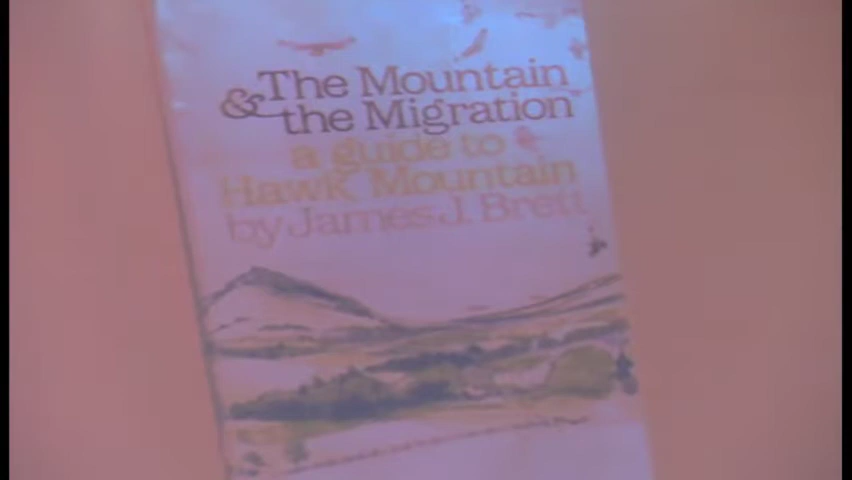 The Mountain
& the Migration
a guide to
Hawk Mountain
by James J. Brett